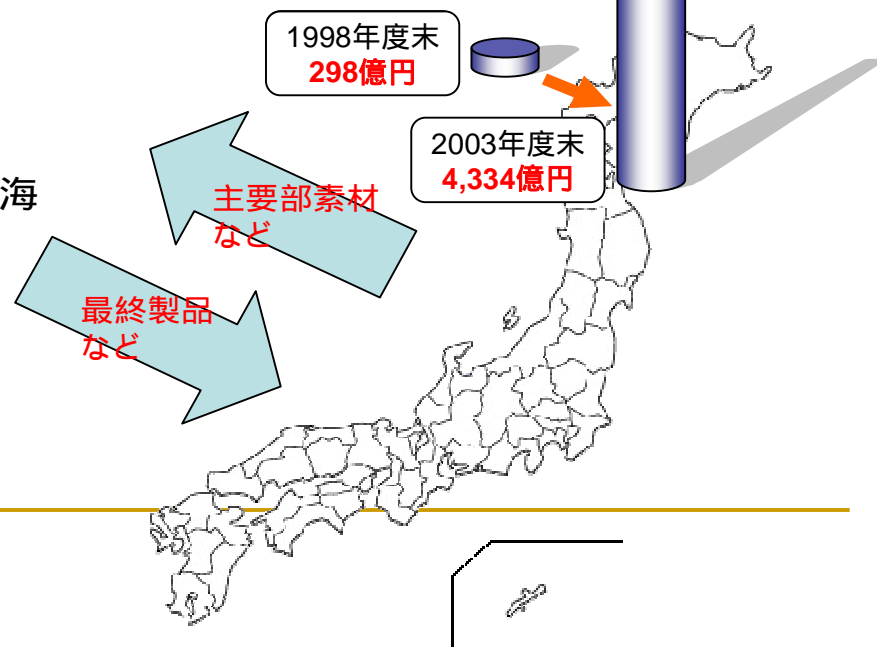 1998年度末
298億円
2003年度末
4,334億円
海
主要部素材
など
最終製品
など